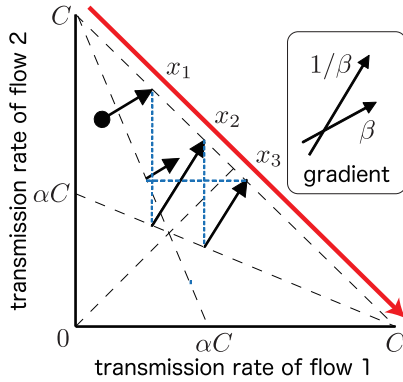 C
x₁
x₂
x₃
1/β
β
gradient
αC
0
αC
C
transmission rate of flow 2
transmission rate of flow 1